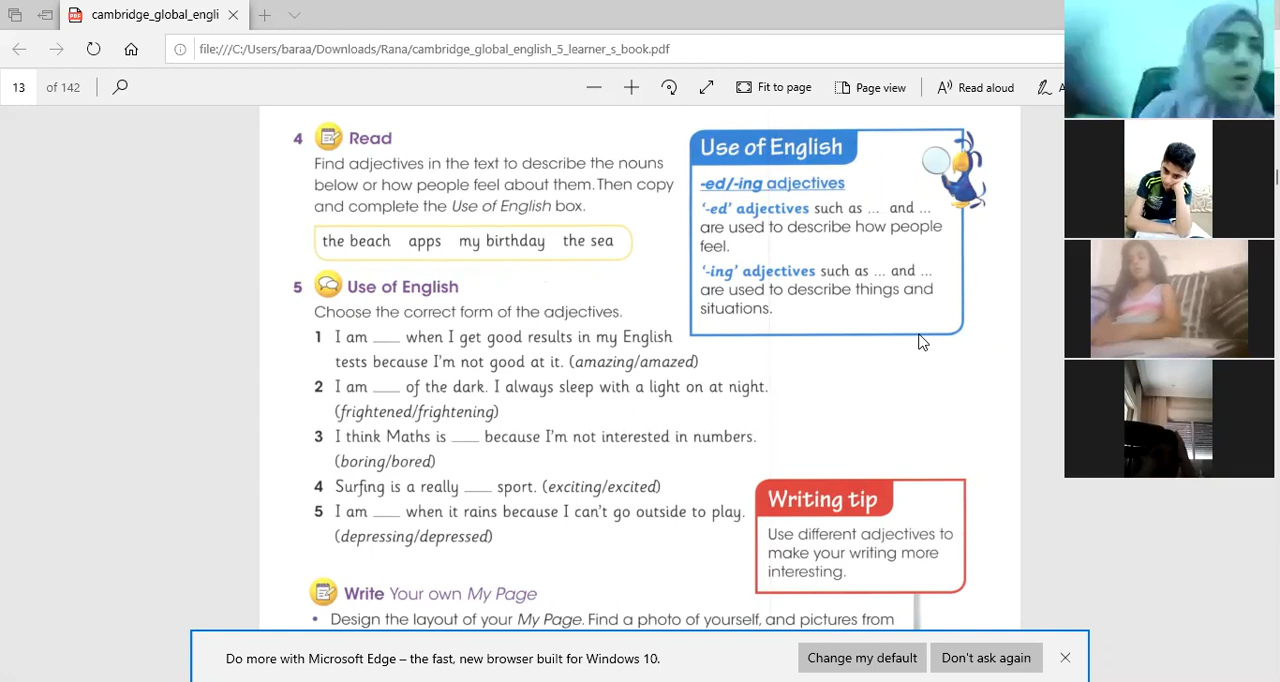 cambridge_global_engli
file:///C:/Users/baraa/Downloads/Rana/cambridge_global_english_5_learner_s_book.pdf
13 of 142 Fit to page Page view Read aloud
4 Read
Find adjectives in the text to describe the nouns
below or how people feel about them. Then copy
and complete the Use of English box.
the beach apps my birthday the sea
Use of English
-ed/-ing adjectives
‘-ed’ adjectives such as ... and ...
are used to describe how people
feel.
‘-ing’ adjectives such as ... and ...
are used to describe things and
situations.
5 Use of English
Choose the correct form of the adjectives.
1 I am ___ when I get good results in my English
tests because I'm not good at it. (amazing/amazed)
2 I am ___ of the dark. I always sleep with a light on at night.
(frightened/frightening)
3 I think Maths is ___ because I'm not interested in numbers.
(boring/bored)
4 Surfing is a really ___ sport. (exciting/excited)
5 I am ___ when it rains because I can't go outside to play.
(depressing/depressed)
Writing tip
Use different adjectives to
make your writing more
interesting.
Write Your own My Page
• Design the layout of your My Page. Find a photo of yourself, and pictures from
Do more with Microsoft Edge – the fast, new browser built for Windows 10.
Change my default Don't ask again